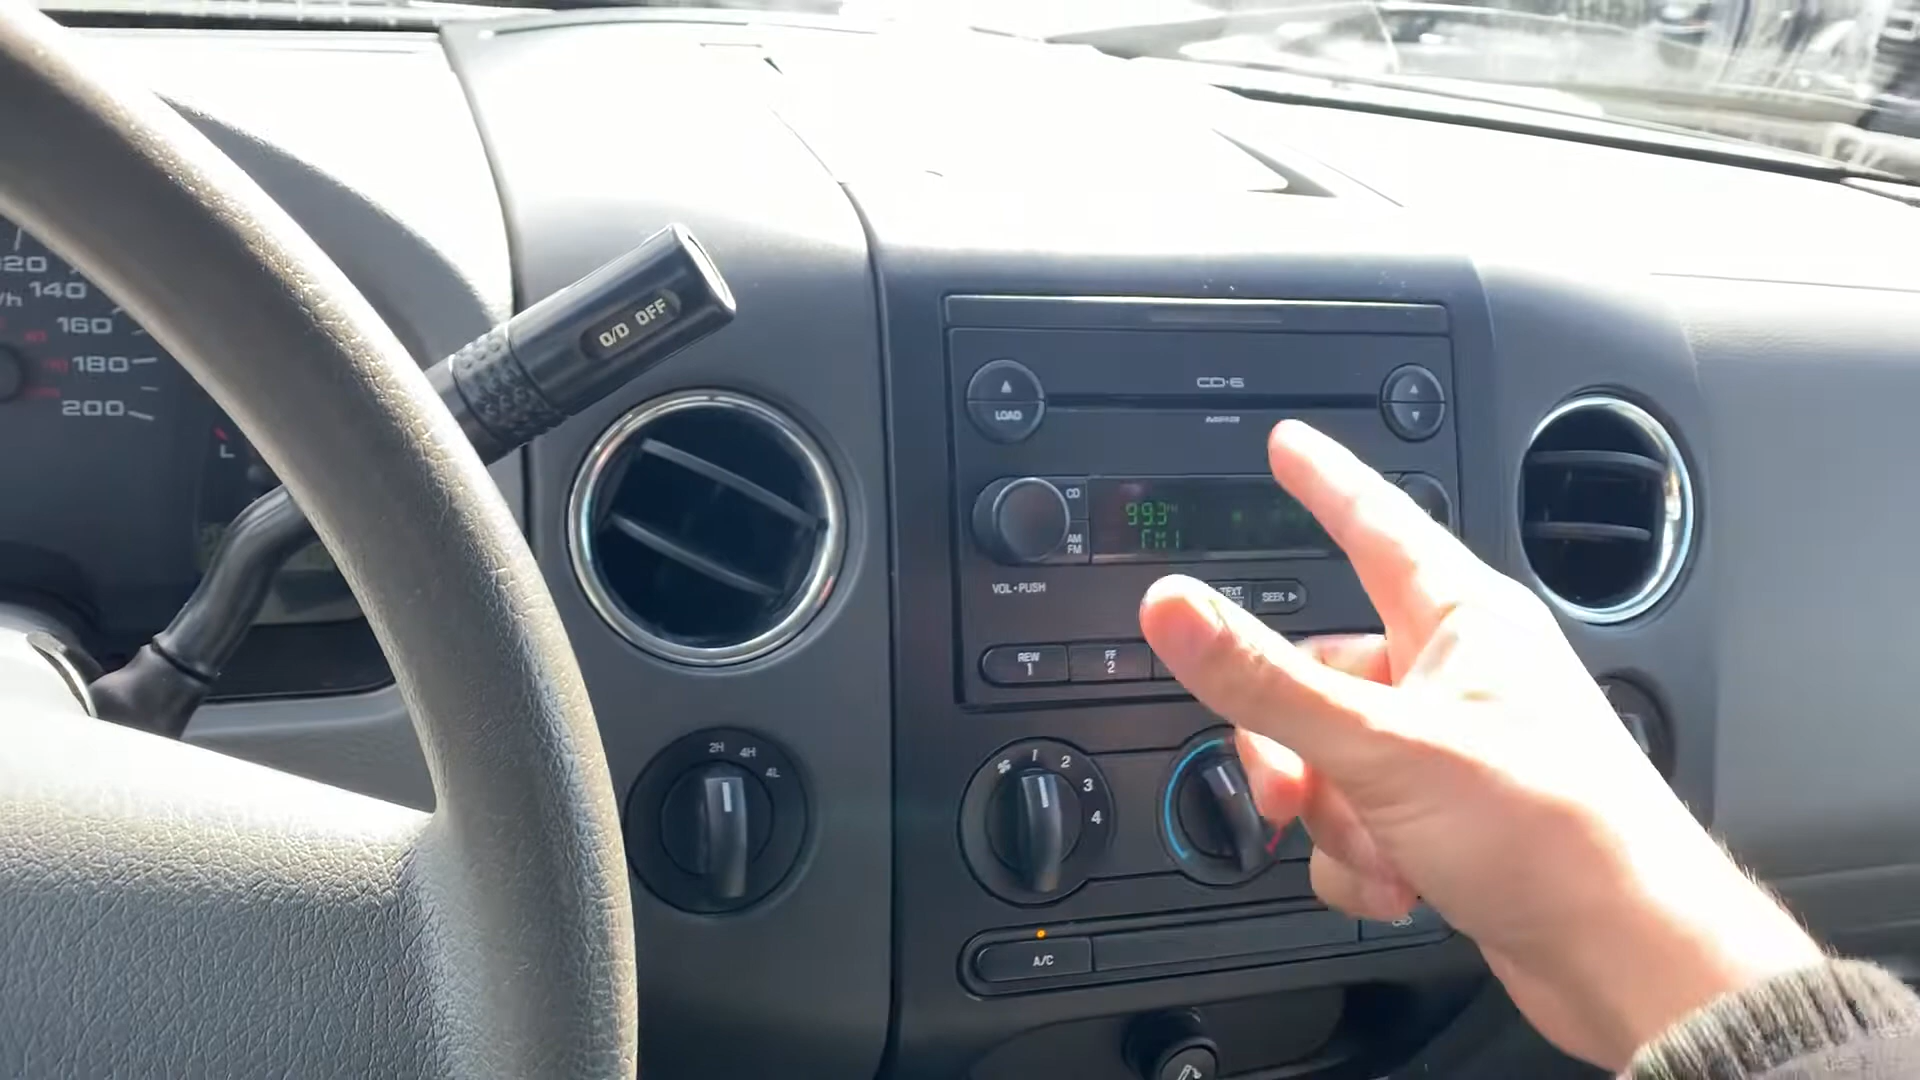 O/D OFF
140
160
180
200
L
CD·6
MP3
LOAD
CD
AM
FM
99.3
FM1
VOL·PUSH
TEXT
SEEK
REW
1
FF
2
2H
4H
4L
1
2
3
4
A/C